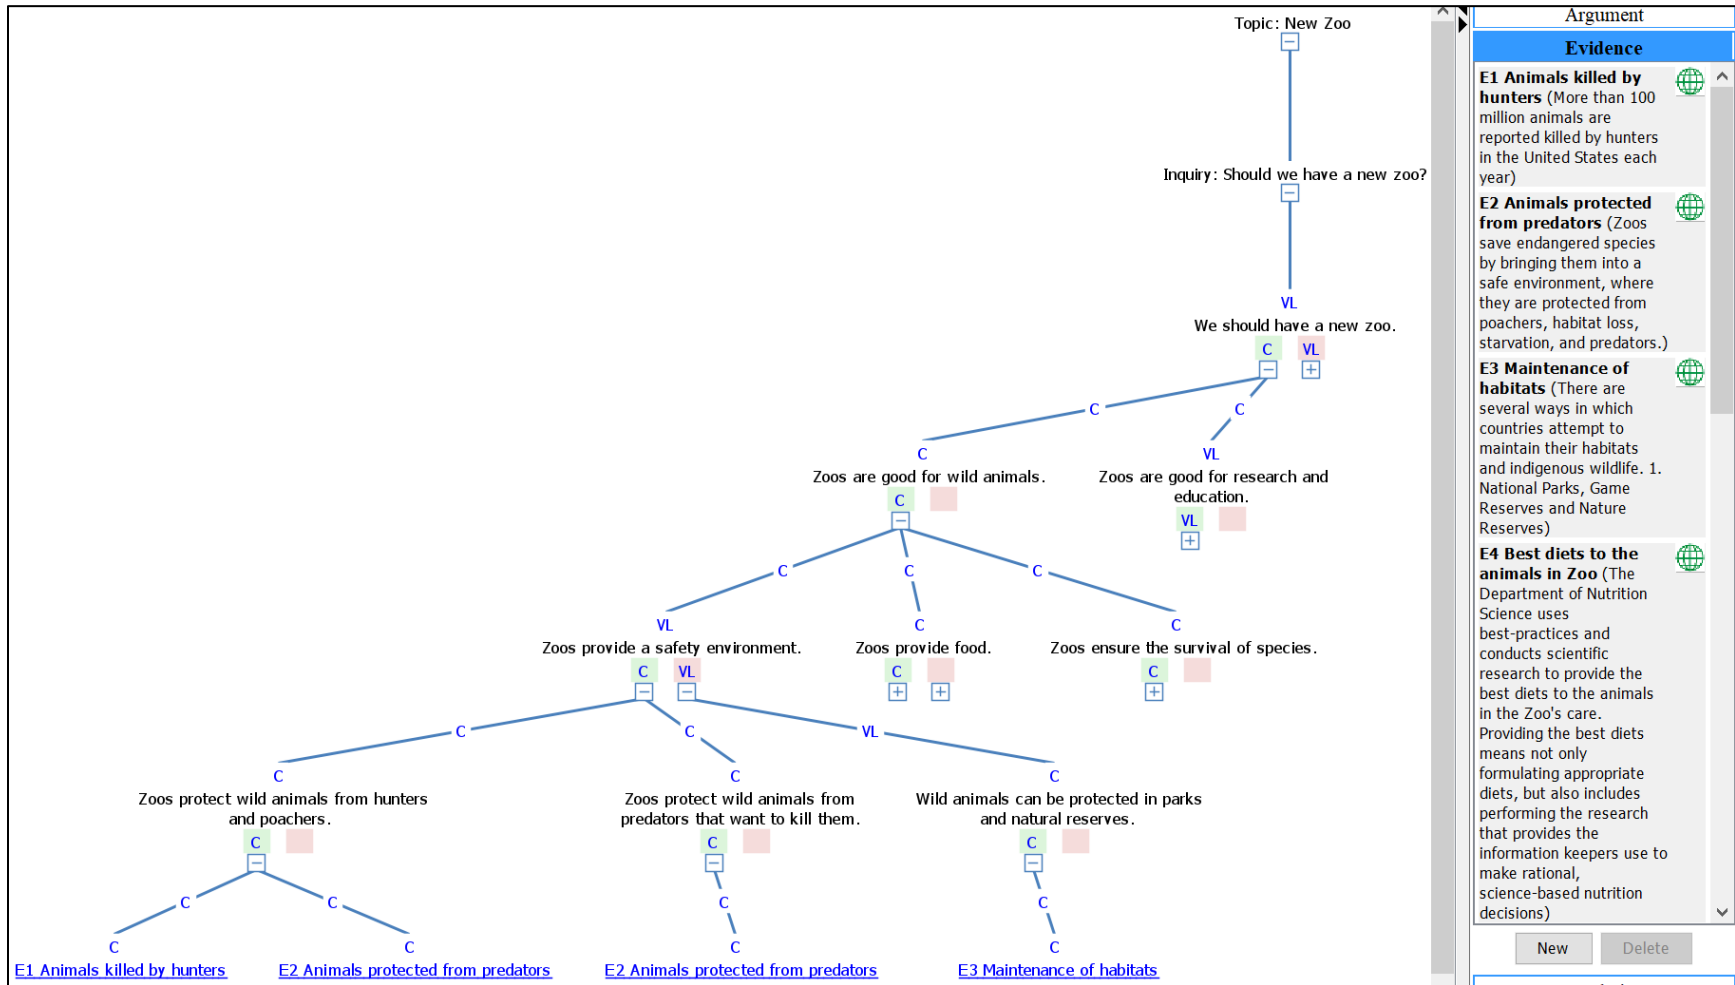 Topic: New Zoo
Inquiry: Should we have a new zoo?
VL
We should have a new zoo.
C VL
C C
C VL
Zoos are good for wild animals. Zoos are good for research and
education.
C VL
C C C
VL C C
Zoos provide a safety environment. Zoos provide food. Zoos ensure the survival of species.
C VL C C
C C VL
C C C
Zoos protect wild animals from hunters
and poachers.
Zoos protect wild animals from
predators that want to kill them.
Wild animals can be protected in parks
and natural reserves.
C C C
C C C C
C C C C
E1 Animals killed by hunters E2 Animals protected from predators E2 Animals protected from predators E3 Maintenance of habitats
Argument
Evidence
E1 Animals killed by
hunters (More than 100
million animals are
reported killed by hunters
in the United States each
year)
E2 Animals protected
from predators (Zoos
save endangered species
by bringing them into a
safe environment, where
they are protected from
poachers, habitat loss,
starvation, and predators.)
E3 Maintenance of
habitats (There are
several ways in which
countries attempt to
maintain their habitats
and indigenous wildlife. 1.
National Parks, Game
Reserves and Nature
Reserves)
E4 Best diets to the
animals in Zoo (The
Department of Nutrition
Science uses
best-practices and
conducts scientific
research to provide the
best diets to the animals
in the Zoo's care.
Providing the best diets
means not only
formulating appropriate
diets, but also includes
performing the research
that provides the
information keepers use to
make rational,
science-based nutrition
decisions)
New Delete